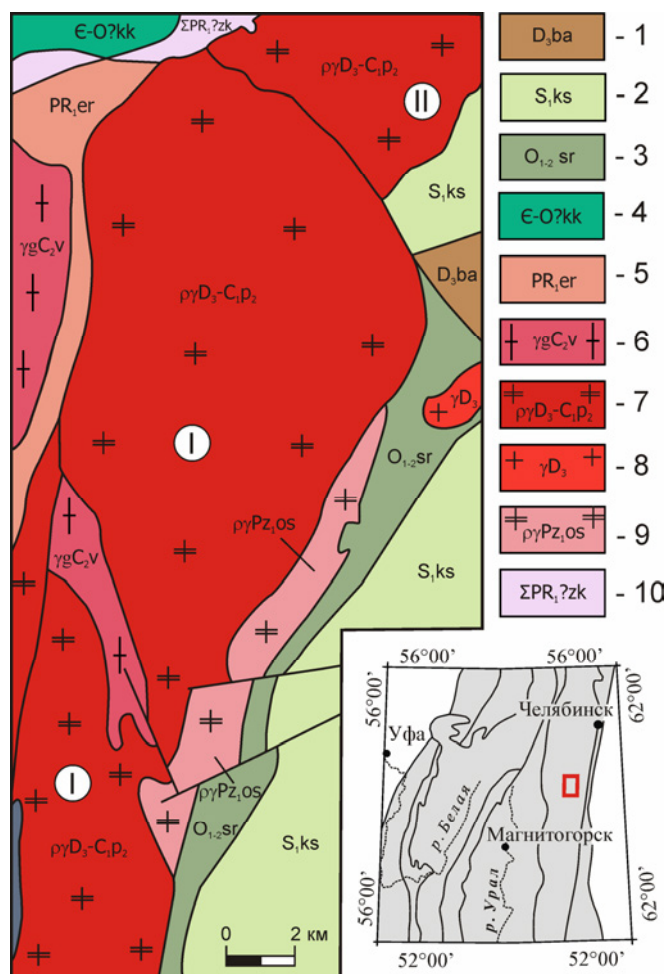 Є-O?kk
ΣPR₁?zk
ργD₃-C₁p₂
II
PR₁er
S₁ks
γgC₂v
D₃ba
ργD₃-C₁p₂
γD₃
I
O₁₋₂sr
ργPz₁os
γgC₂v
S₁ks
I
ργPz₁os
O₁₋₂sr
ργD₃-C₁p₂
S₁ks
0 2 км
D₃ba - 1
S₁ks - 2
O₁₋₂ sr - 3
Є-O?kk - 4
PR₁er - 5
γgC₂v - 6
ργD₃-C₁p₂ - 7
γD₃ - 8
ργPz₁os - 9
ΣPR₁?zk - 10
56°00' 56°00'
56°00' 62°00'
Челябинск
Уфа
р. Белая
Магнитогорск
р. Урал
56°00' 62°00'
52°00' 52°00'